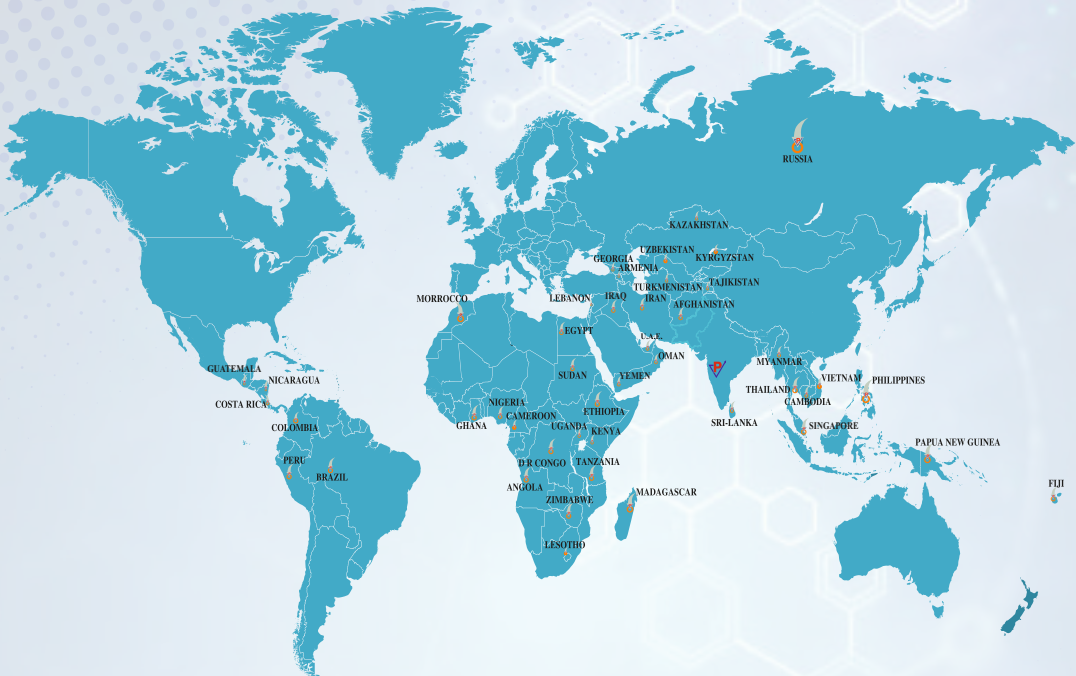 RUSSIA
KAZAKHSTAN
UZBEKISTAN
KYRGYZSTAN
GEORGIA
ARMENIA
TURKMENISTAN
TAJIKISTAN
MORROCCO
LEBANON
IRAQ
IRAN
AFGHANISTAN
EGYPT
U.A.E.
OMAN
MYANMAR
P
GUATEMALA
NICARAGUA
SUDAN
YEMEN
THAILAND
VIETNAM
PHILIPPINES
COSTA RICA
NIGERIA
CAMBODIA
ETHIOPIA
CAMEROON
COLOMBIA
GHANA
UGANDA
KENYA
SRI-LANKA
SINGAPORE
PAPUA NEW GUINEA
PERU
BRAZIL
D R CONGO
TANZANIA
ANGOLA
ZIMBABWE
MADAGASCAR
FIJI
LESOTHO